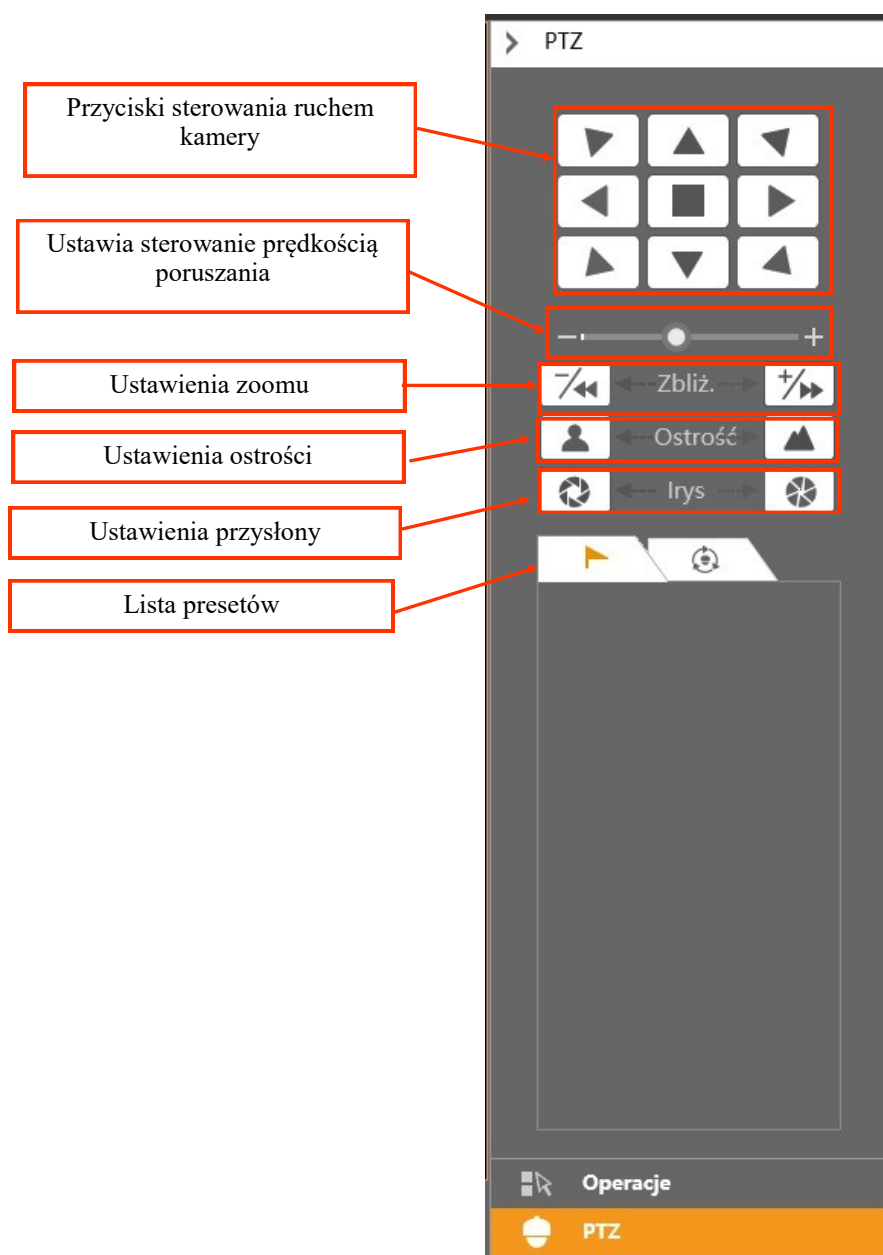 PTZ
Przyciski sterowania ruchem
kamery
Ustawia sterowanie prędkością
poruszania
Ustawienia zoomu
Zbliż.
Ustawienia ostrości
Ostrość
Ustawienia przysłony
Irys
Lista presetów
Operacje
PTZ